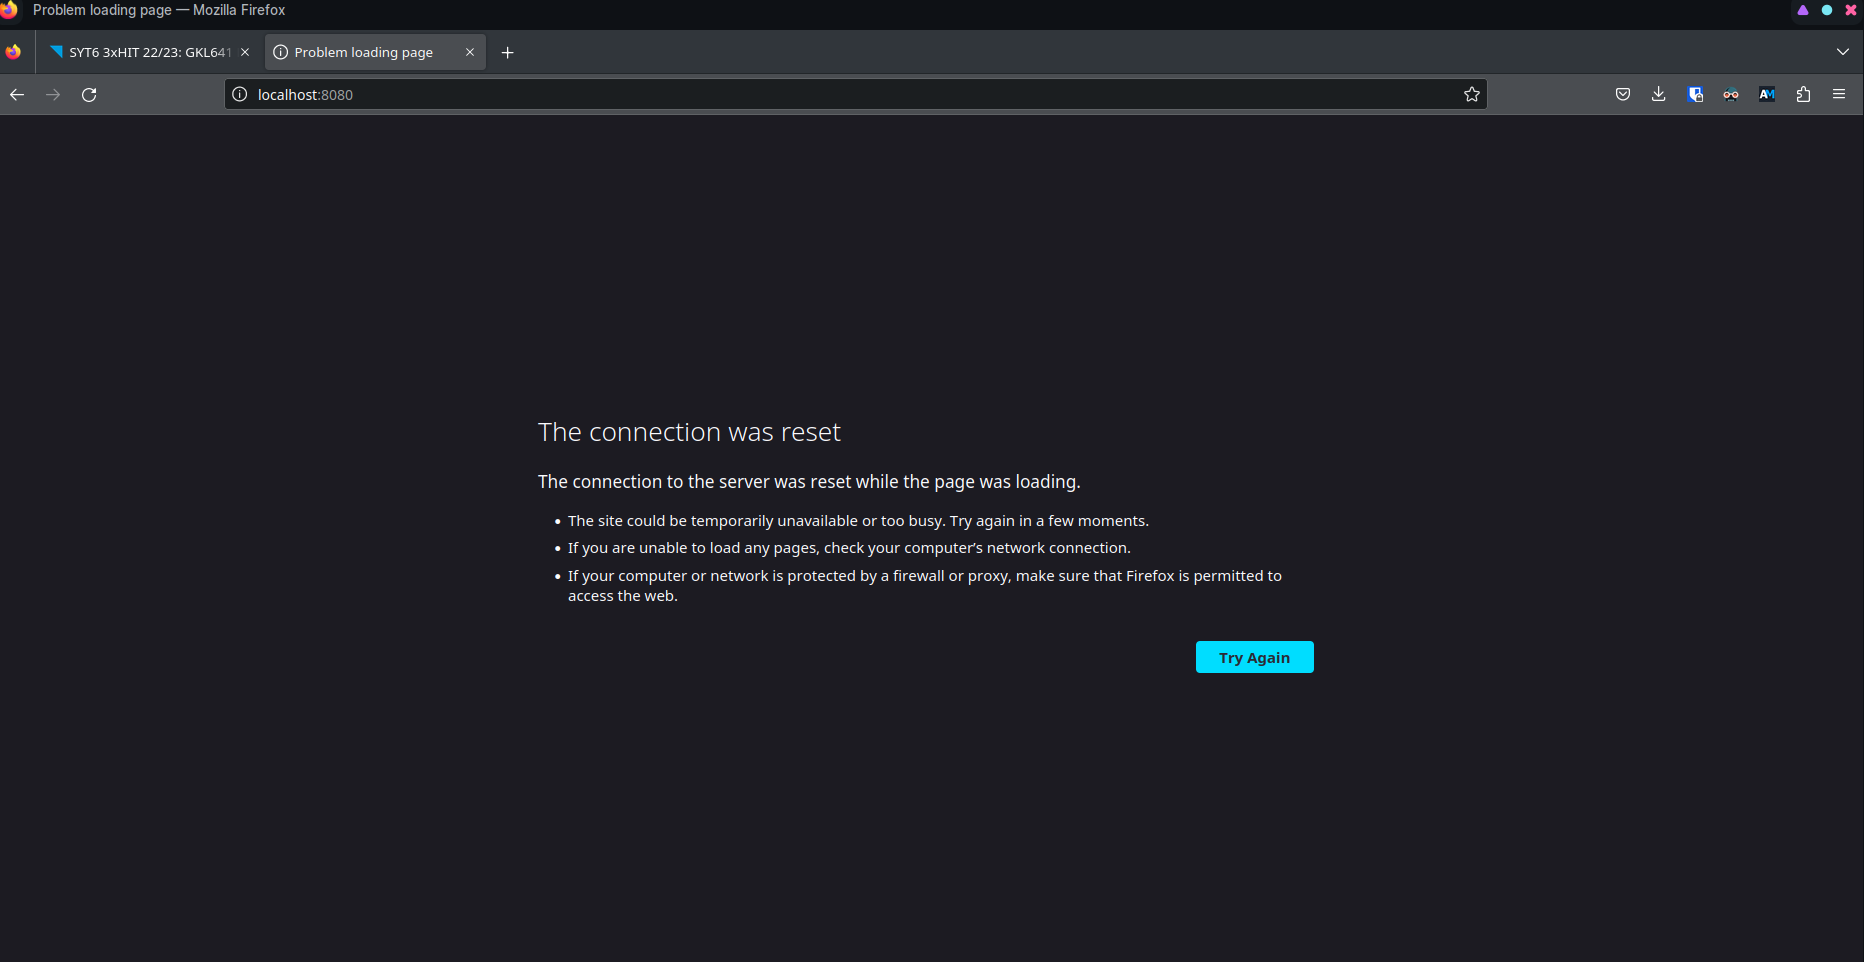 Problem loading page — Mozilla Firefox
SYT6 3xHIT 22/23: GKL641
Problem loading page
localhost:8080
AM
The connection was reset
The connection to the server was reset while the page was loading.
• The site could be temporarily unavailable or too busy. Try again in a few moments.
• If you are unable to load any pages, check your computer’s network connection.
• If your computer or network is protected by a firewall or proxy, make sure that Firefox is permitted to
access the web.
Try Again